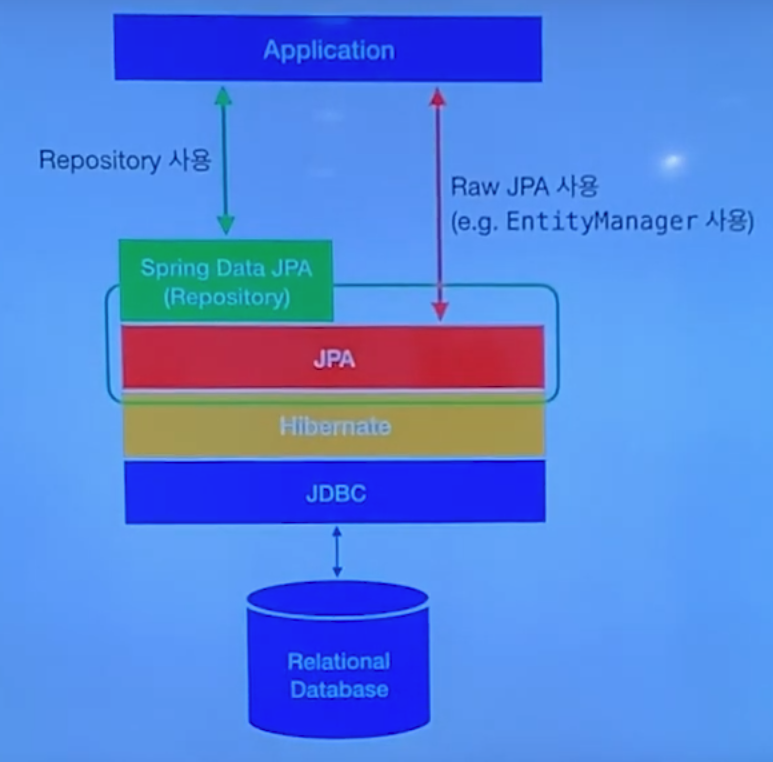 Application
Repository 사용
Raw JPA 사용
(e.g. EntityManager 사용)
Spring Data JPA
(Repository)
JPA
Hibernate
JDBC
Relational
Database